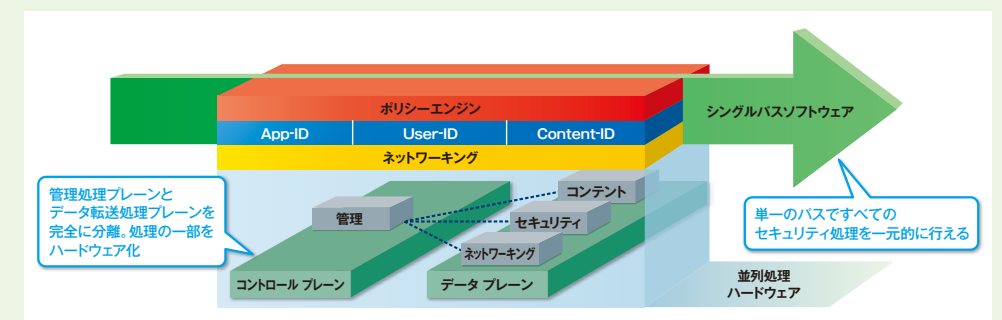 ポリシーエンジン
シングルパスソフトウェア
App-ID
User-ID
Content-ID
ネットワーキング
管理処理プレーンと
データ転送処理プレーンを
完全に分離。処理の一部を
ハードウェア化
コンテント
管理
セキュリティ
ネットワーキング
単一のパスですべての
セキュリティ処理を一元的に行える
コントロール プレーン
データ プレーン
並列処理
ハードウェア